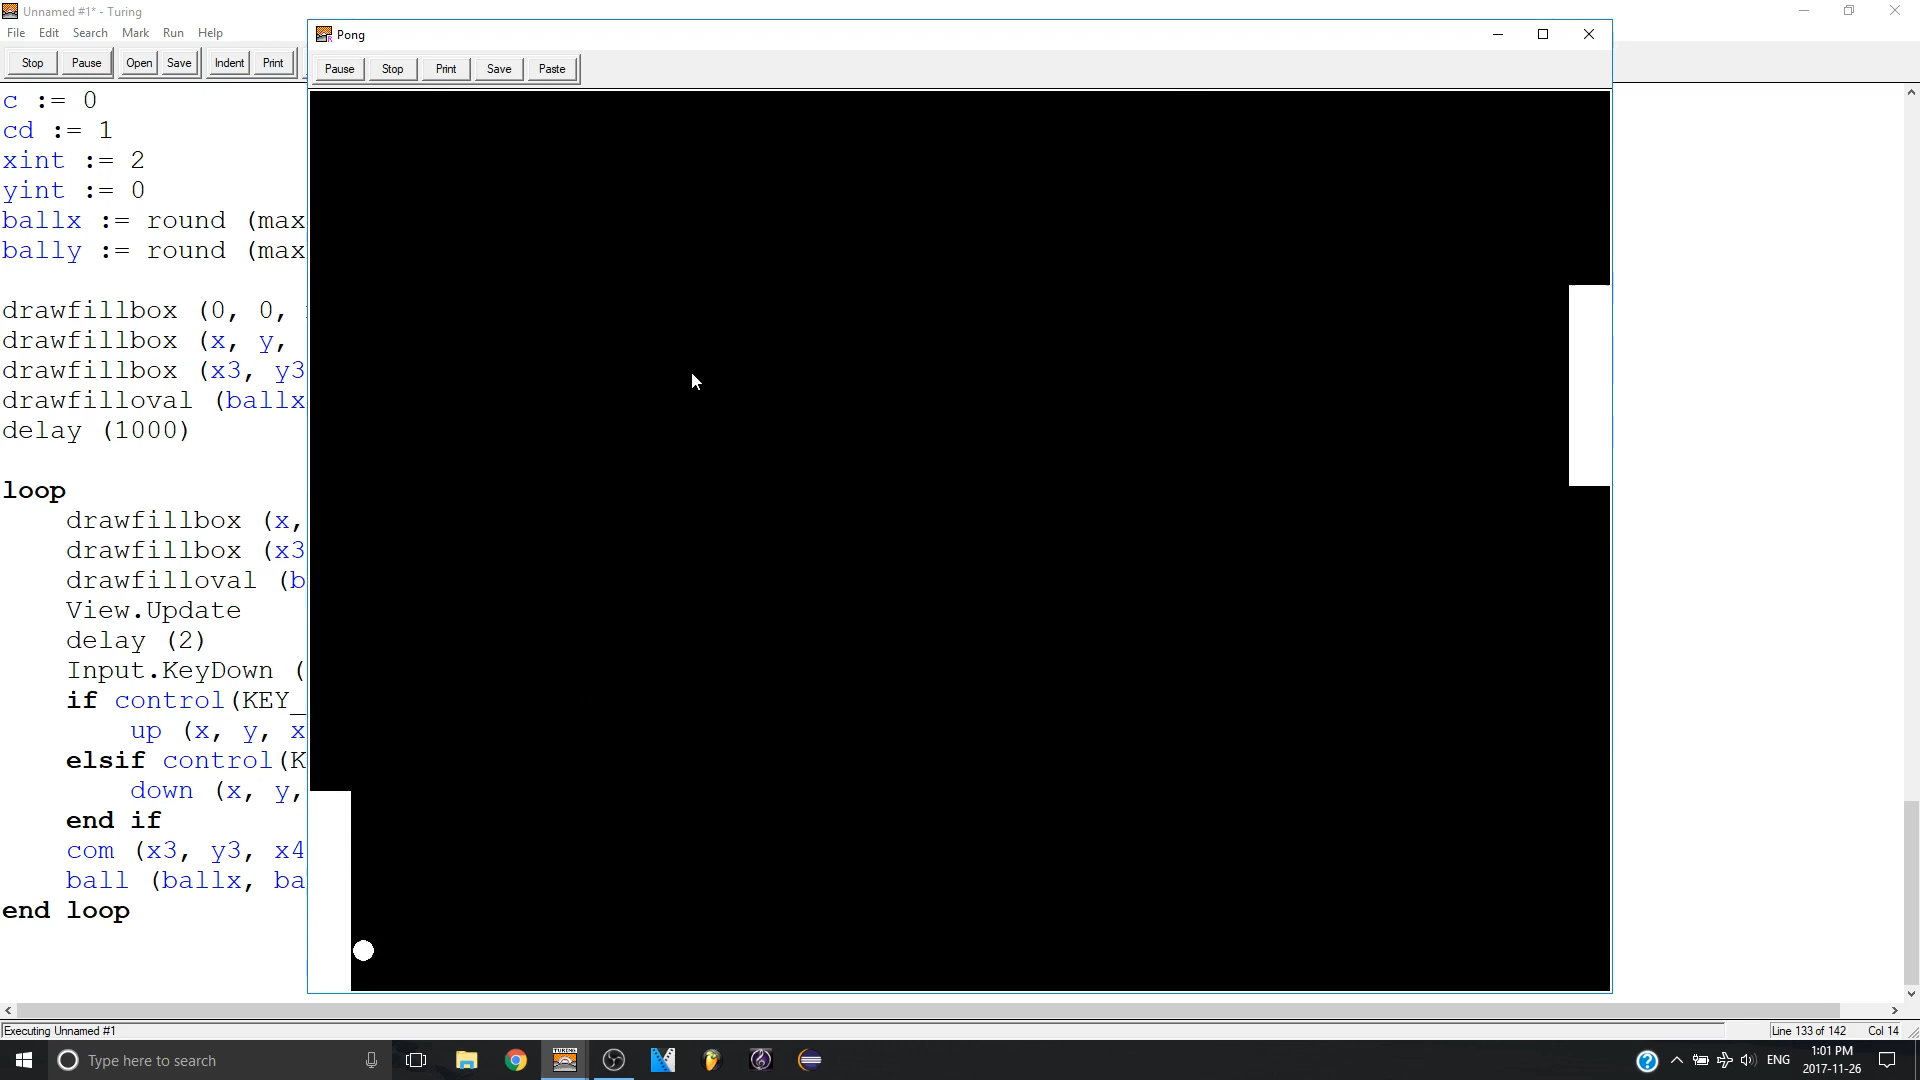 Unnamed #1* - Turing
File Edit Search Mark Run Help
Stop Pause Open Save Indent Print
Pong
Pause Stop Print Save Paste
c := 0
cd := 1
xint := 2
yint := 0
ballx := round (max
bally := round (max
drawfillbox (0, 0,
drawfillbox (x, y,
drawfillbox (x3, y3
drawfilloval (ballx
delay (1000)
loop
drawfillbox (x,
drawfillbox (x3
drawfilloval (b
View.Update
delay (2)
Input.KeyDown (
if control(KEY_
up (x, y, x
elsif control(K
down (x, y,
end if
com (x3, y3, x4
ball (ballx, ba
end loop
Executing Unnamed #1
Line 133 of 142 Col 14
Type here to search
ENG
1:01 PM
2017-11-26